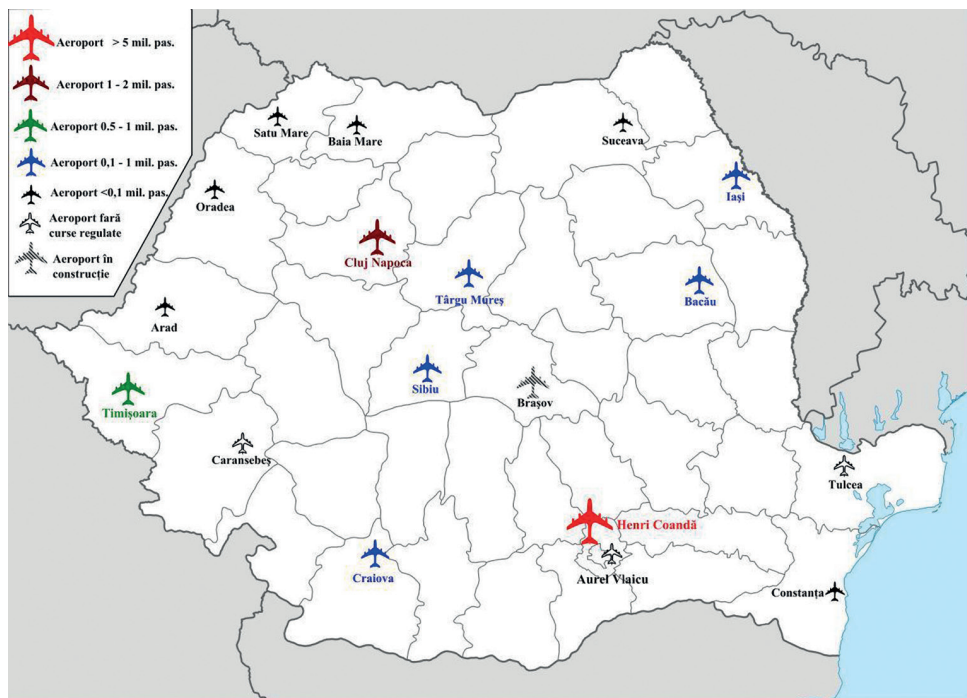 Aeroport > 5 mil. pas.
Aeroport 1 - 2 mil. pas.
Aeroport 0.5 - 1 mil. pas.
Aeroport 0,1 - 1 mil. pas.
Aeroport <0,1 mil. pas.
Aeroport fară
curse regulate
Aeroport în
construcție
Satu Mare
Baia Mare
Suceava
Oradea
Iași
Cluj Napoca
Târgu Mureș
Bacău
Arad
Sibiu
Brașov
Timișoara
Caransebeș
Tulcea
Henri Coandă
Craiova
Aurel Vlaicu
Constanța